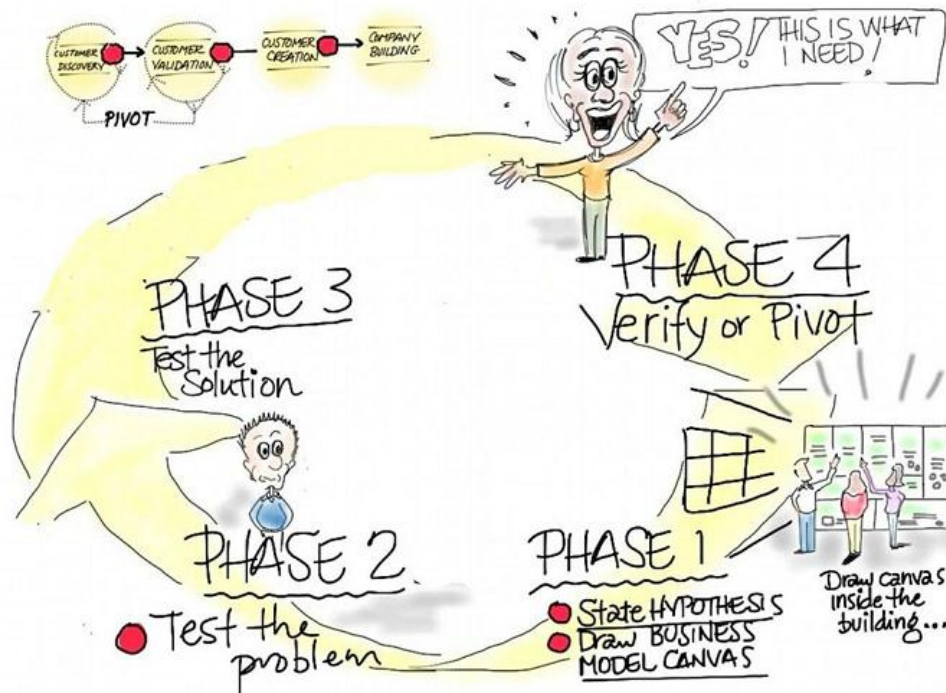 CUSTOMER
DISCOVERY
CUSTOMER
VALIDATION
CUSTOMER
CREATION
COMPANY
BUILDING
PIVOT
YES! THIS IS WHAT
I NEED!
PHASE 4
Verify or Pivot
PHASE 3
Test the
Solution
PHASE 2
Test the
problem
PHASE 1
State HYPOTHESIS
Draw BUSINESS
MODEL CANVAS
Draw canvas
inside the
building...